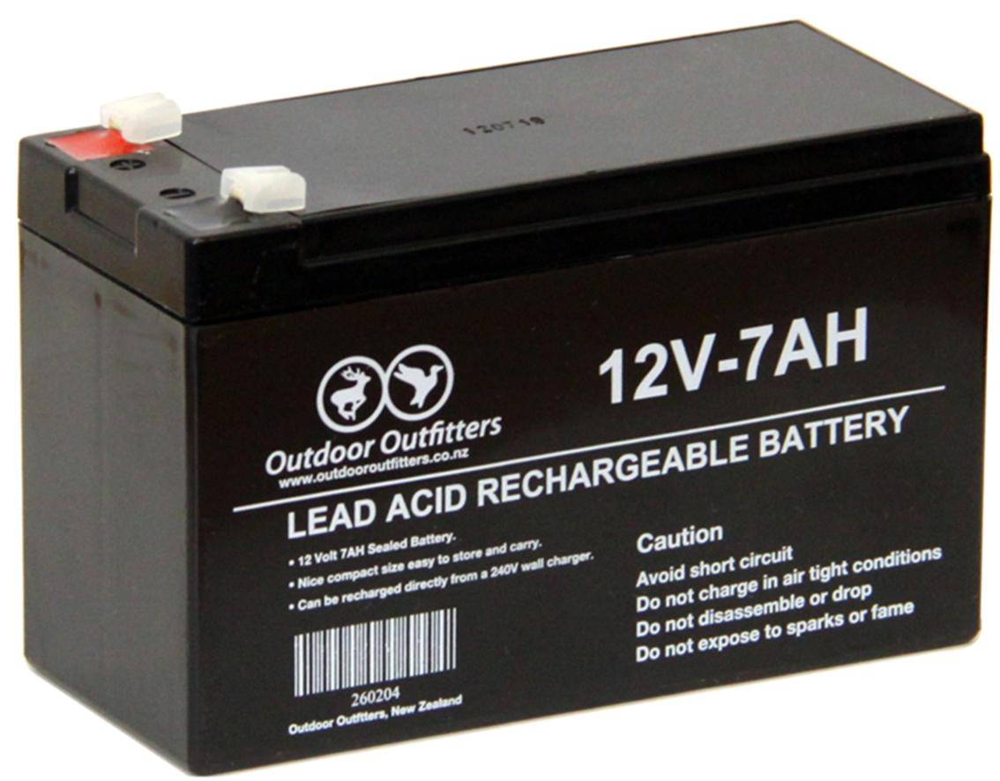 120719
+
-
12V-7AH
Outdoor Outfitters
www.outdooroutfitters.co.nz
LEAD ACID RECHARGEABLE BATTERY
• 12 Volt 7AH Sealed Battery.
• Nice compact size easy to store and carry.
• Can be recharged directly from a 240V wall charger.
260204
Outdoor Outfitters, New Zealand
Caution
Avoid short circuit
Do not charge in air tight conditions
Do not disassemble or drop
Do not expose to sparks or fame